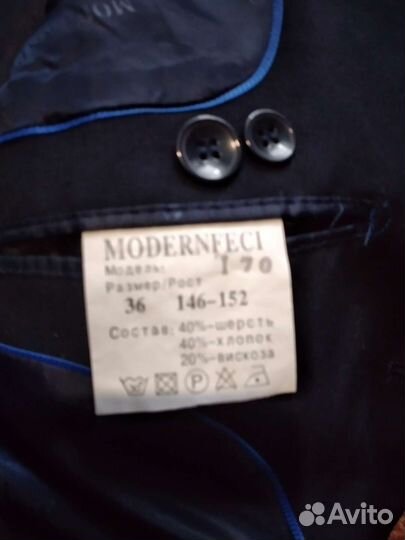 MODERNFECI
Модель: I 70
Размер/Рост
36 146-152
Состав: 40%-шерсть
40%-хлопок
20%-вискоза
Avito